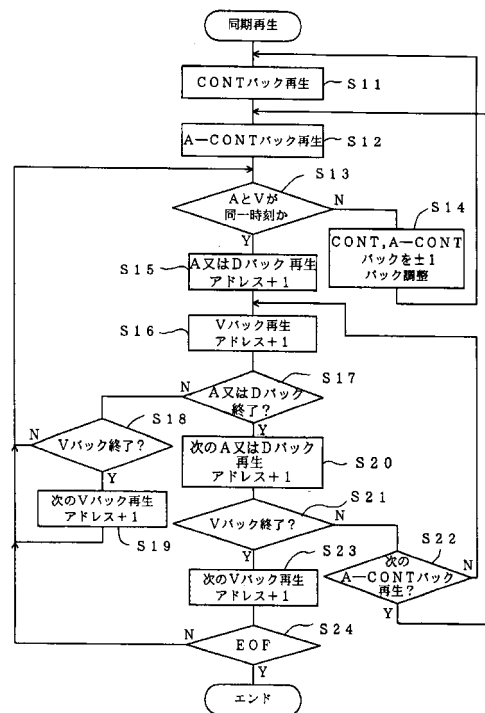 同期再生
CONTパック再生
S11
A－CONTパック再生
S12
S13
AとVが
同一時刻か
N
Y
S14
CONT,A－CONT
パックを±1
パック調整
S15
A又はDパック再生
アドレス+1
S16
Vパック再生
アドレス+1
S17
A又はDパック
終了?
N
Y
S18
Vパック終了?
N
Y
次のVパック再生
アドレス+1
S19
次のA又はDパック
再生
アドレス+1
S20
S21
Vパック終了?
N
Y
S22
次の
A－CONTパック
再生?
N
Y
S23
次のVパック再生
アドレス+1
S24
EOF
N
Y
エンド